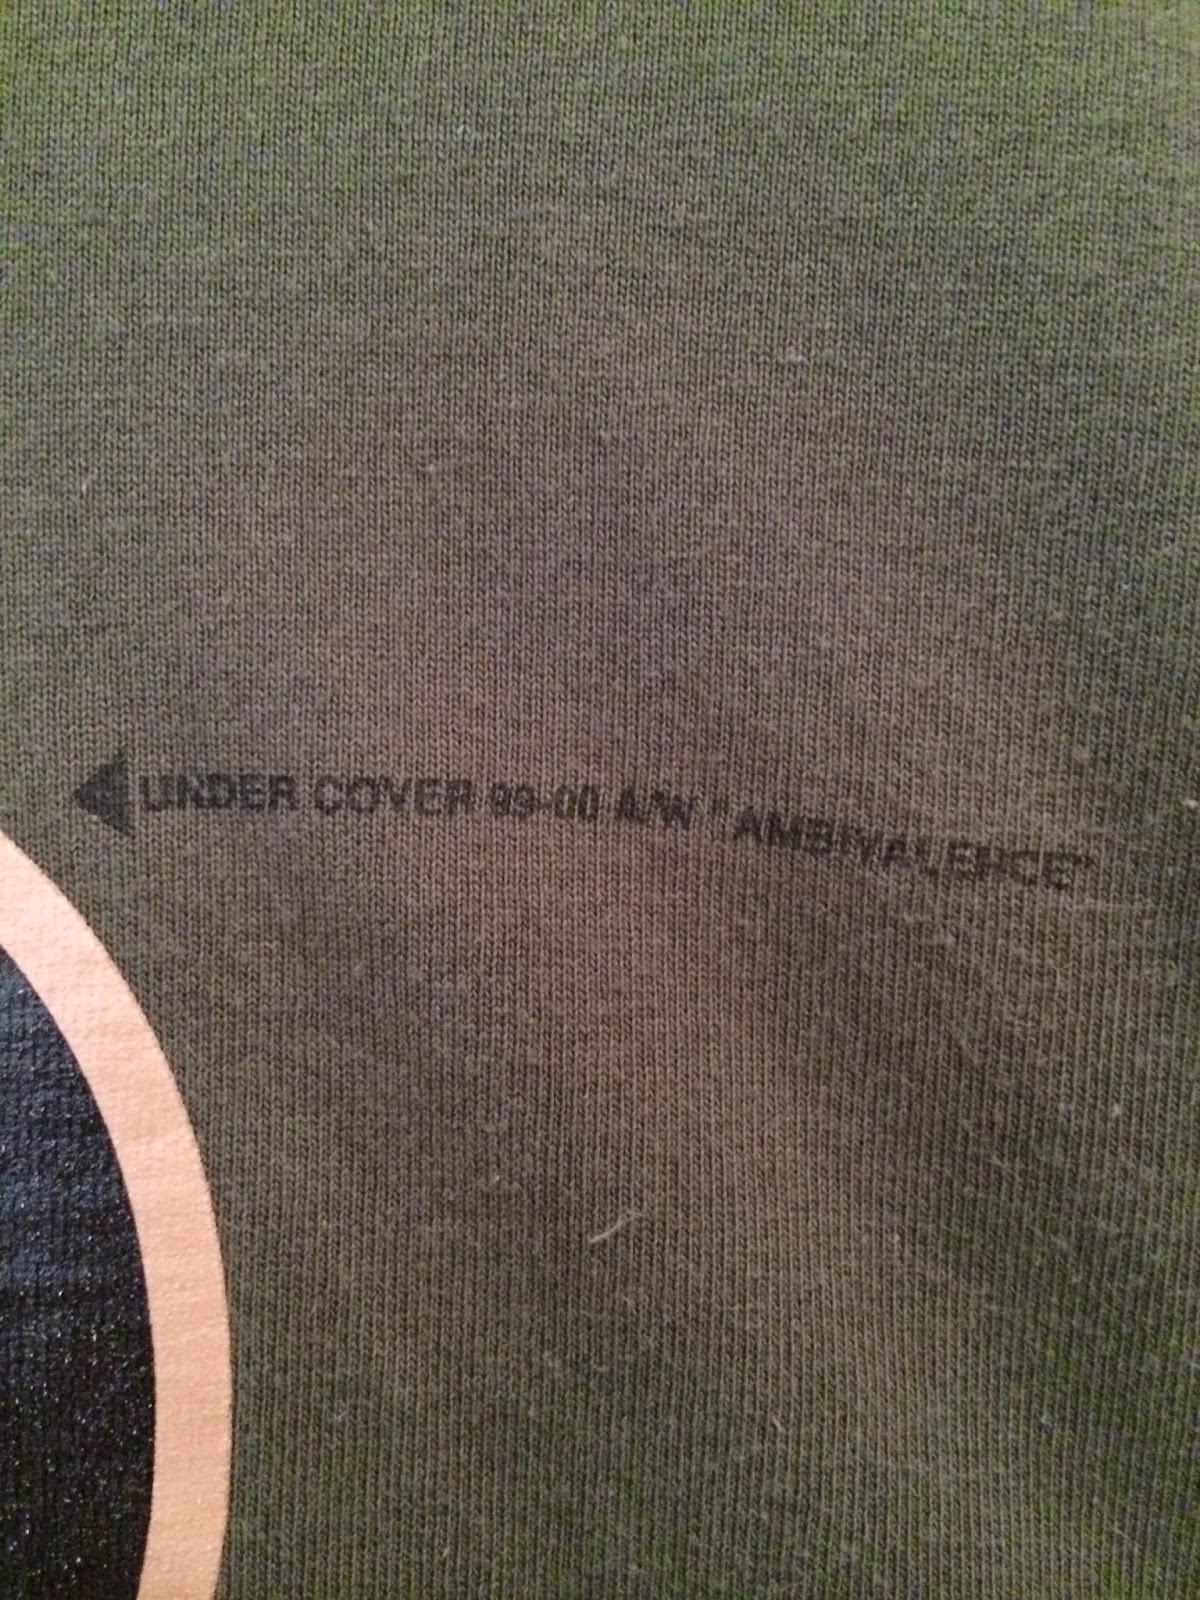 UNDER COVER 99-00 A/W "AMBIVALENCE"